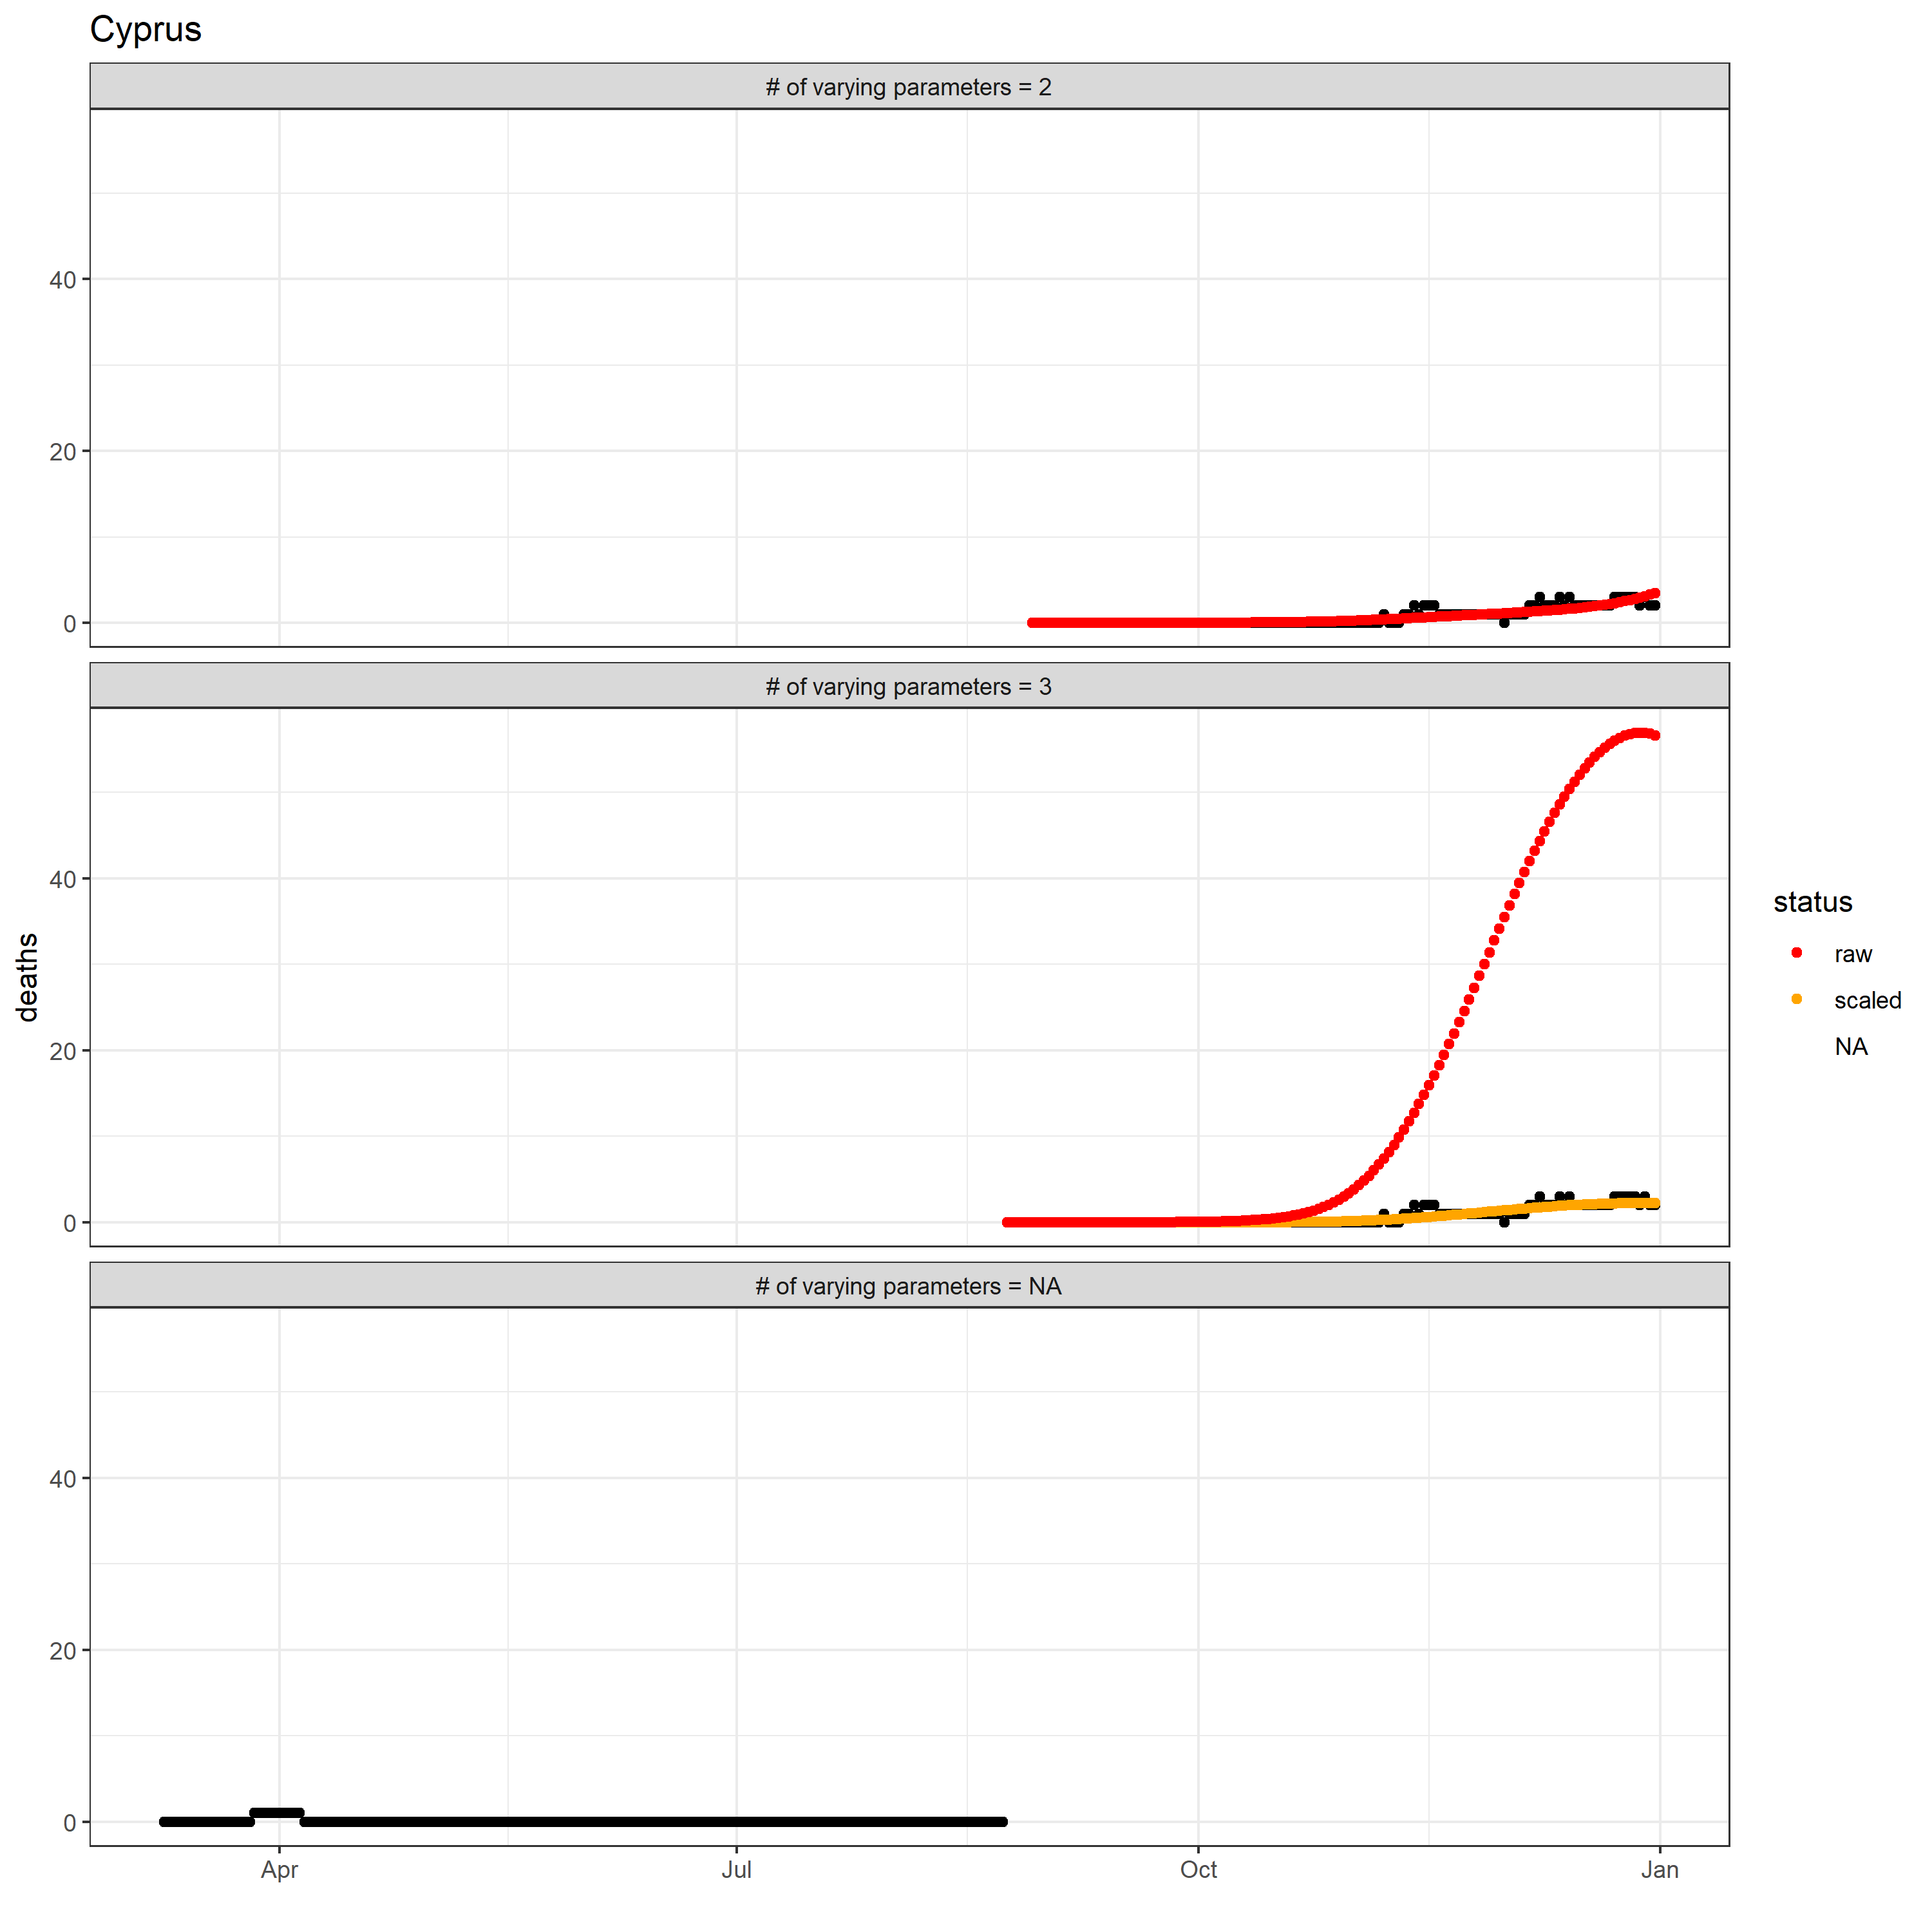 Cyprus
# of varying parameters = 2
40
20
0
# of varying parameters = 3
40
20
0
deaths
status
raw
scaled
NA
# of varying parameters = NA
40
20
0
Apr Jul Oct Jan